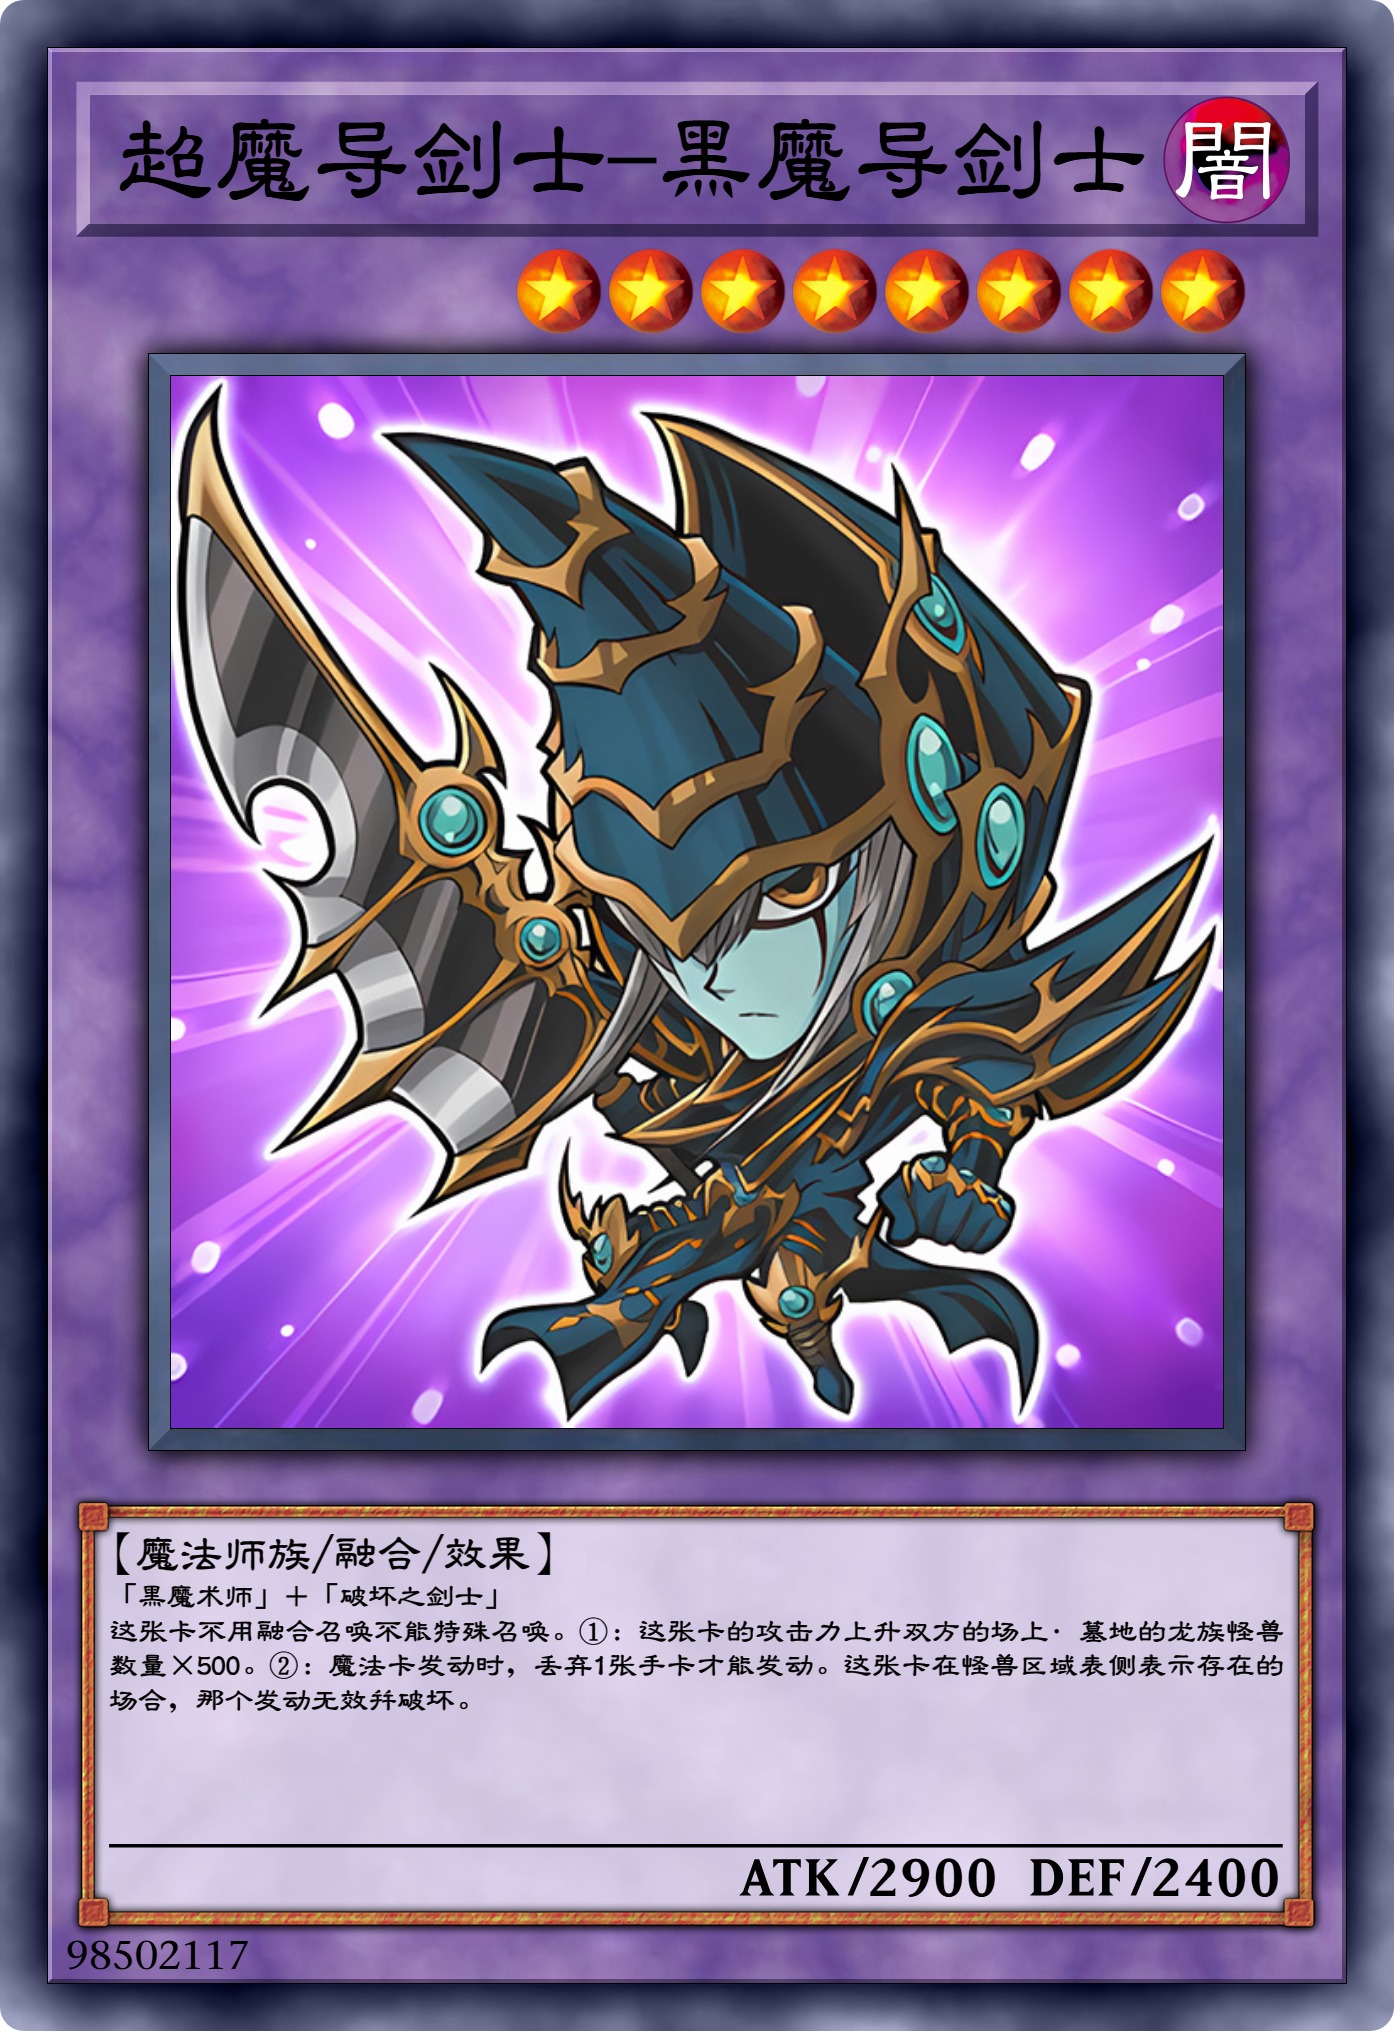 超魔导剑士-黑魔导剑士
闇
【魔法师族/融合/效果】
「黑魔术师」＋「破坏之剑士」
这张卡不用融合召唤不能特殊召唤。①：这张卡的攻击力上升双方的场上·墓地的龙族怪兽
数量×500。②：魔法卡发动时，丢弃1张手卡才能发动。这张卡在怪兽区域表侧表示存在的
场合，那个发动无效并破坏。
ATK/2900 DEF/2400
98502117